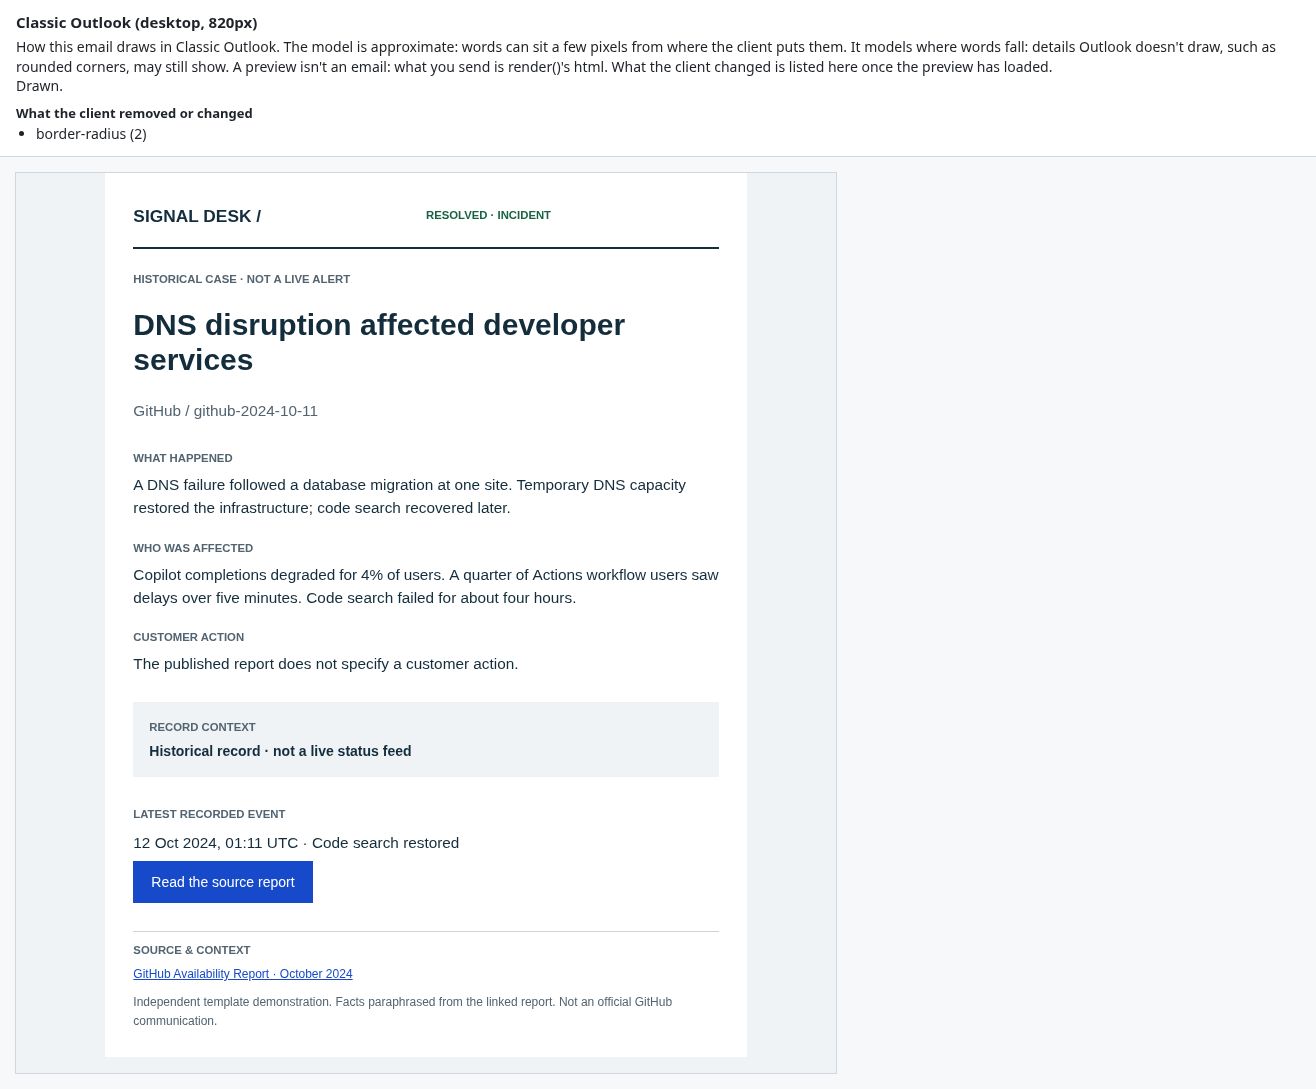 Classic Outlook (desktop, 820px)
How this email draws in Classic Outlook. The model is approximate: words can sit a few pixels from where the client puts them. It models where words fall: details Outlook doesn't draw, such as
rounded corners, may still show. A preview isn't an email: what you send is render()'s html. What the client changed is listed here once the preview has loaded.
Drawn.
What the client removed or changed
• border-radius (2)
SIGNAL DESK /
RESOLVED · INCIDENT
HISTORICAL CASE · NOT A LIVE ALERT
DNS disruption affected developer
services
GitHub / github-2024-10-11
WHAT HAPPENED
A DNS failure followed a database migration at one site. Temporary DNS capacity
restored the infrastructure; code search recovered later.
WHO WAS AFFECTED
Copilot completions degraded for 4% of users. A quarter of Actions workflow users saw
delays over five minutes. Code search failed for about four hours.
CUSTOMER ACTION
The published report does not specify a customer action.
RECORD CONTEXT
Historical record · not a live status feed
LATEST RECORDED EVENT
12 Oct 2024, 01:11 UTC · Code search restored
Read the source report
SOURCE & CONTEXT
GitHub Availability Report · October 2024
Independent template demonstration. Facts paraphrased from the linked report. Not an official GitHub
communication.